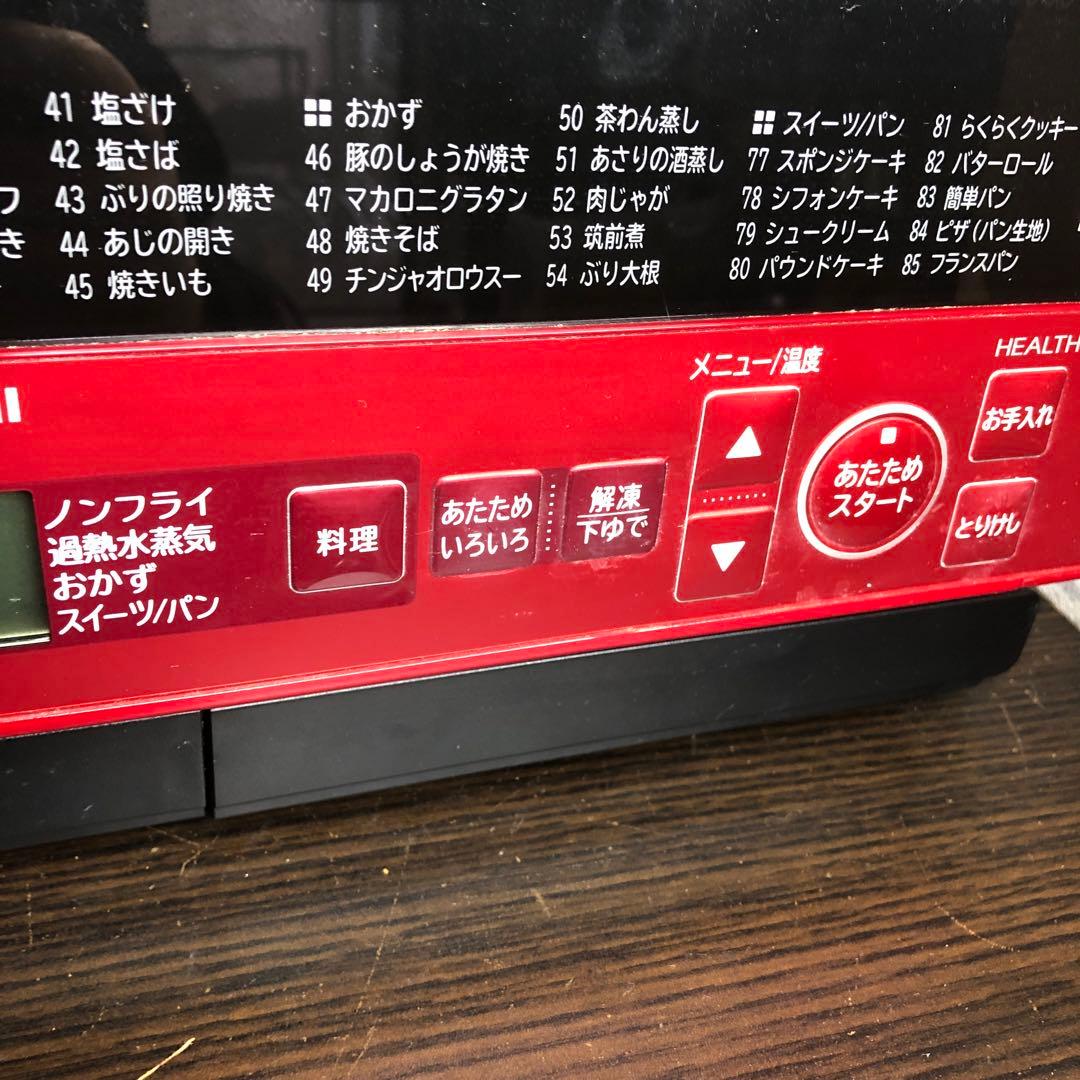 41 塩ざけ
42 塩さば
43 ぶりの照り焼き
44 あじの開き
45 焼きいも
おかず
46 豚のしょうが焼き
47 マカロニグラタン
48 焼きそば
49 チンジャオロウスー
50 茶わん蒸し
51 あさりの酒蒸し
52 肉じゃが
53 筑前煮
54 ぶり大根
スイーツ/パン
77 スポンジケーキ
78 シフォンケーキ
79 シュークリーム
80 パウンドケーキ
81 らくらくクッキー
82 バターロール
83 簡単パン
84 ピザ(パン生地)
85 フランスパン
フ
き
ノンフライ
過熱水蒸気
おかず
スイーツ/パン
料理
あたため
いろいろ
解凍
下ゆで
メニュー/温度
あたため
スタート
HEALTH
お手入れ
とりけし